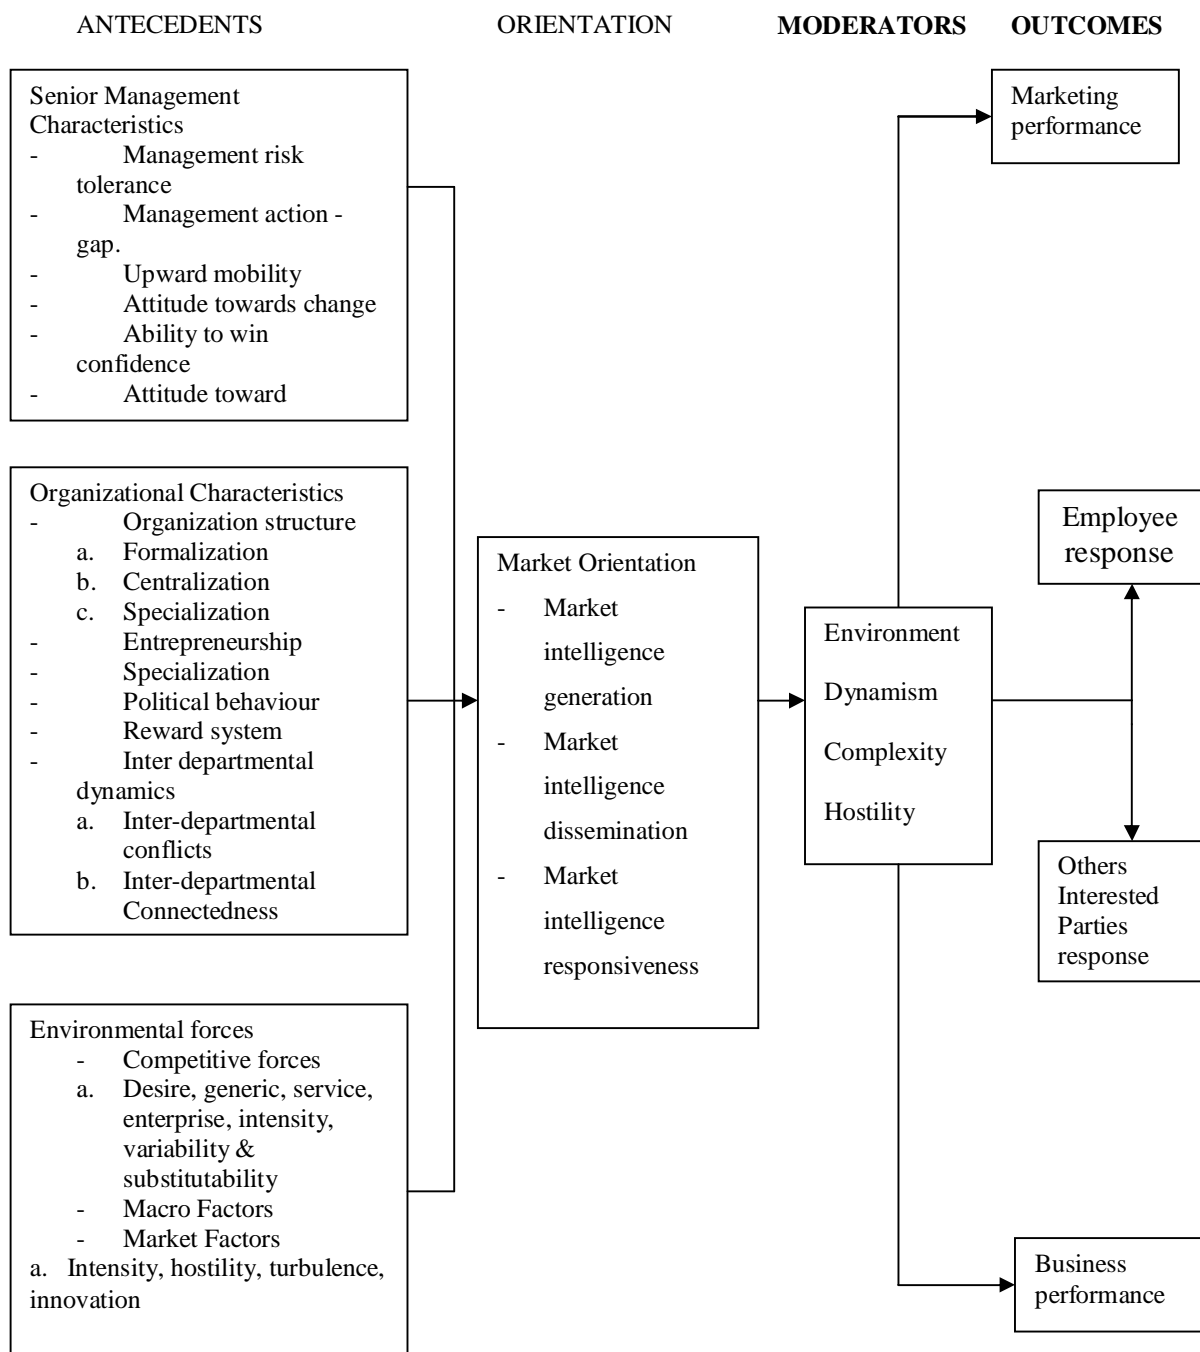 ANTECEDENTS
ORIENTATION
MODERATORS
OUTCOMES
Senior Management
Characteristics
- Management risk
tolerance
- Management action -
gap.
- Upward mobility
- Attitude towards change
- Ability to win
confidence
- Attitude toward
Organizational Characteristics
- Organization structure
a. Formalization
b. Centralization
c. Specialization
- Entrepreneurship
- Specialization
- Political behaviour
- Reward system
- Inter departmental
dynamics
a. Inter-departmental
conflicts
b. Inter-departmental
Connectedness
Environmental forces
- Competitive forces
a. Desire, generic, service,
enterprise, intensity,
variability &
substitutability
- Macro Factors
- Market Factors
a. Intensity, hostility, turbulence,
innovation
Market Orientation
- Market
intelligence
generation
- Market
intelligence
dissemination
- Market
intelligence
responsiveness
Environment
Dynamism
Complexity
Hostility
Marketing
performance
Employee
response
Others
Interested
Parties
response
Business
performance